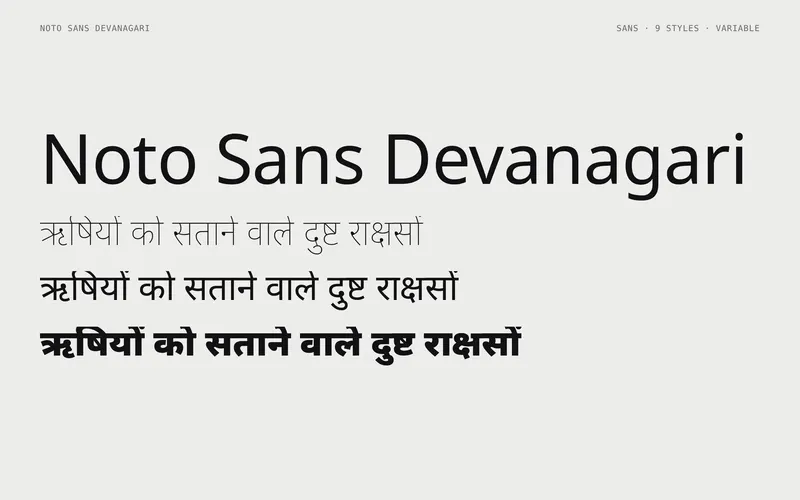 NOTO SANS DEVANAGARI
SANS · 9 STYLES · VARIABLE
Noto Sans Devanagari
ऋषियों को सताने वाले दुष्ट राक्षसों
ऋषियों को सताने वाले दुष्ट राक्षसों
ऋषियों को सताने वाले दुष्ट राक्षसों